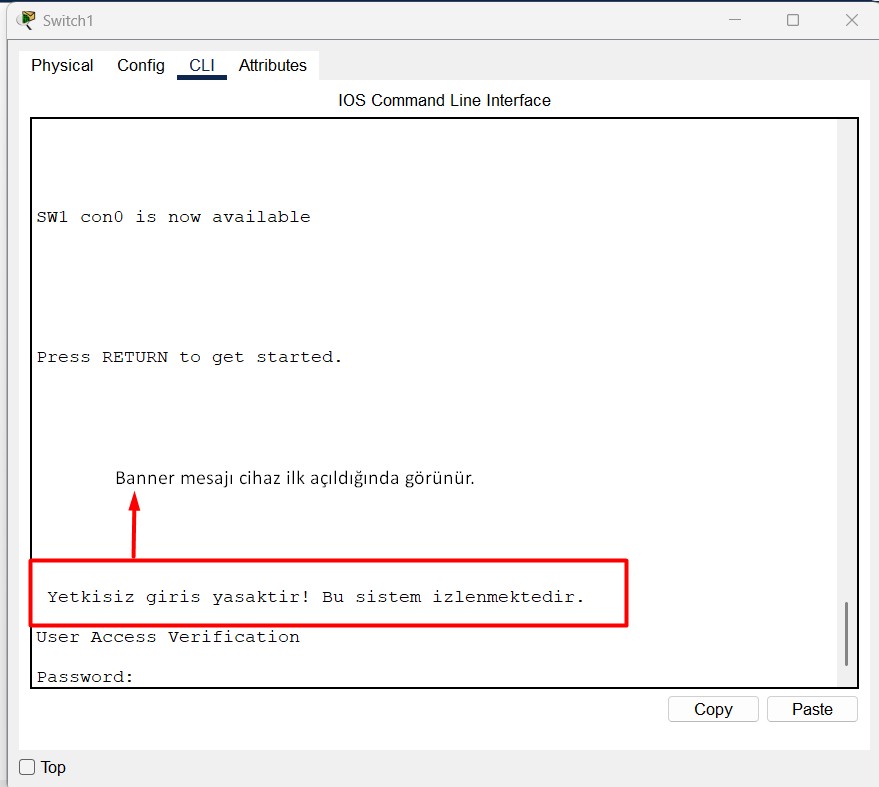 Switch1
Physical Config CLI Attributes
IOS Command Line Interface
SW1 con0 is now available
Press RETURN to get started.
Banner mesajı cihaz ilk açıldığında görünür.
Yetkisiz giris yasaktir! Bu sistem izlenmektedir.
User Access Verification
Password:
Copy Paste
Top